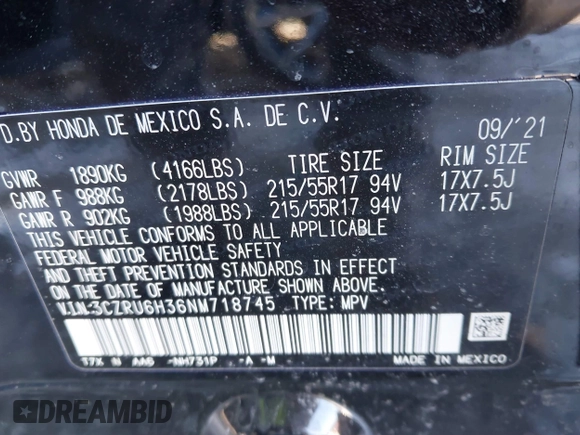 D.BY HONDA DE MEXICO S.A. DE C.V. 09/'21
GVWR 1890KG (4166LBS) TIRE SIZE RIM SIZE
GAWR F 988KG (2178LBS) 215/55R17 94V 17X7.5J
GAWR R 902KG (1988LBS) 215/55R17 94V 17X7.5J
THIS VEHICLE CONFORMS TO ALL APPLICABLE
FEDERAL MOTOR VEHICLE SAFETY
AND THEFT PREVENTION STANDARDS IN EFFECT
ON THE DATE OF MANUFACTURE SHOWN ABOVE.
V.I.N.:3CZRU6H36NM718745 TYPE: MPV
T7X N AA6 -NH731P -A -M MADE IN MEXICO
DREAMBID